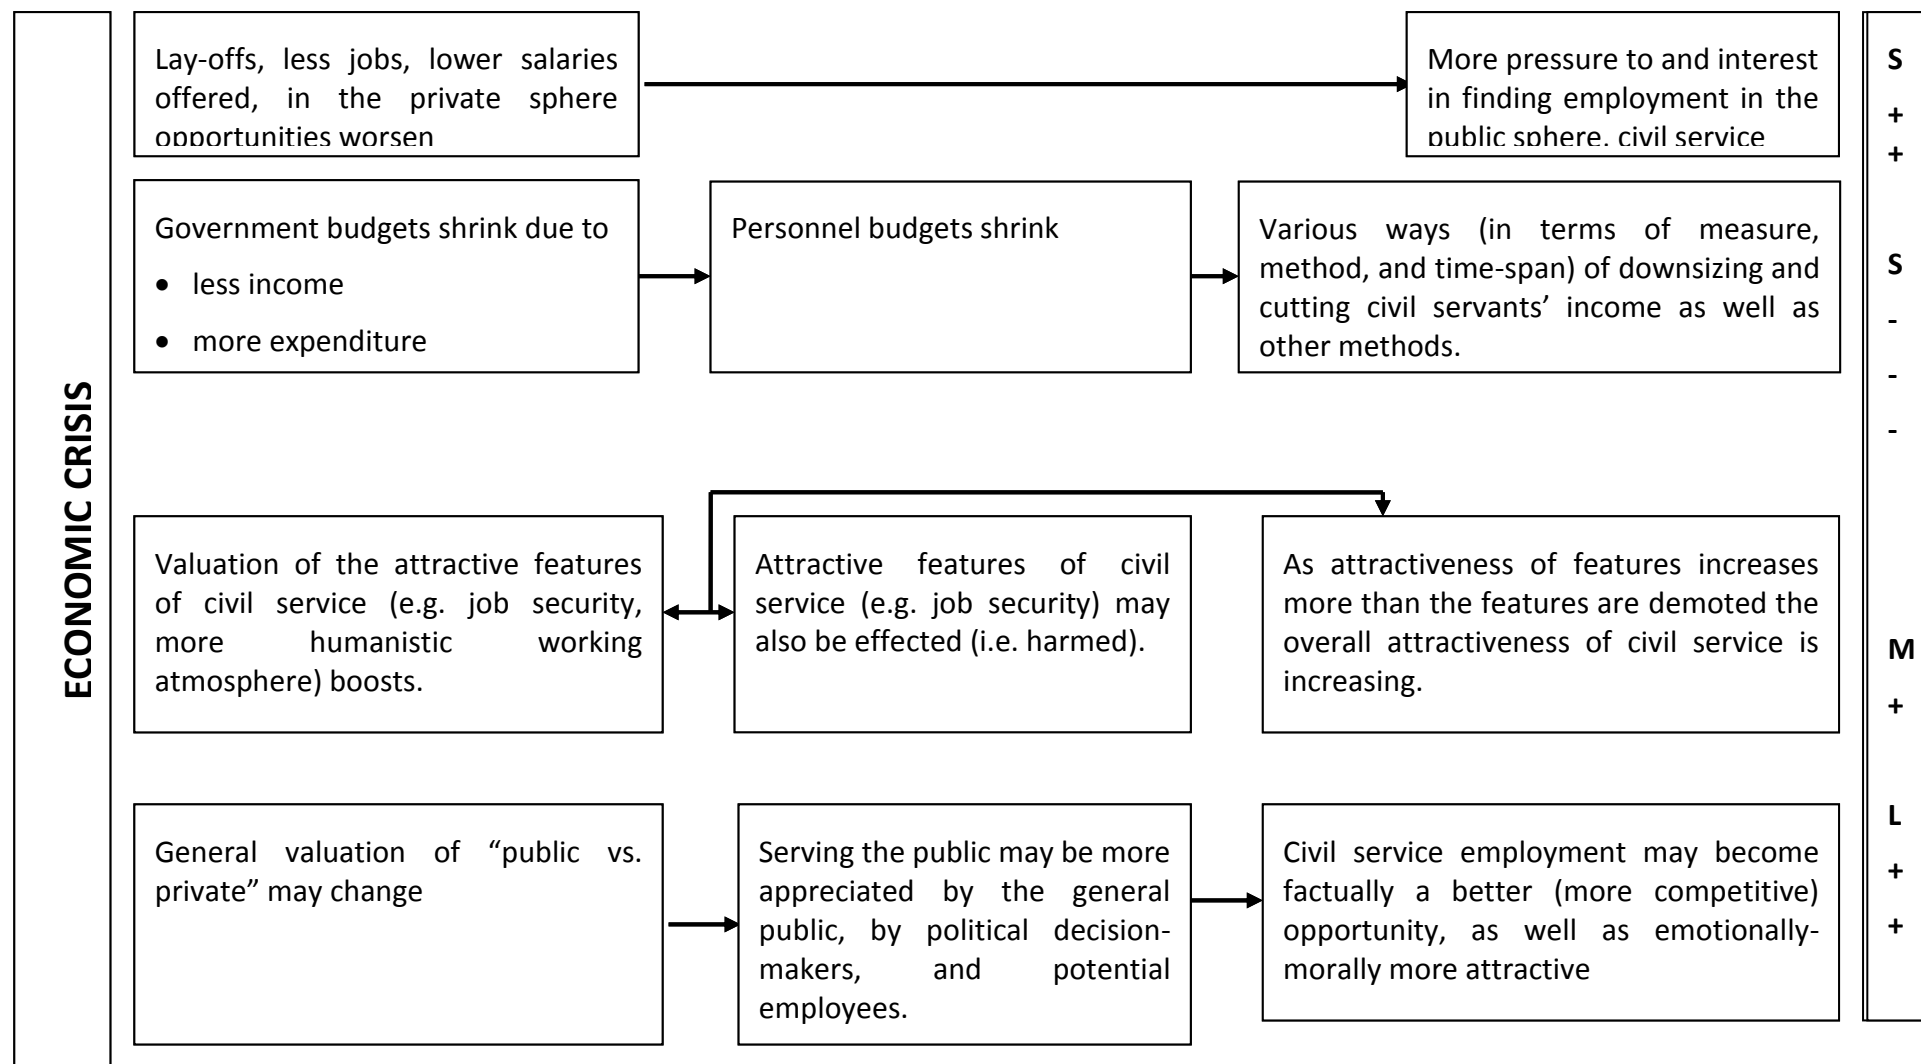 ECONOMIC CRISIS
Lay-offs, less jobs, lower salaries
offered, in the private sphere
opportunities worsen
More pressure to and interest
in finding employment in the
public sphere, civil service
S
+
+
Government budgets shrink due to
• less income
• more expenditure
Personnel budgets shrink
Various ways (in terms of measure,
method, and time-span) of downsizing and
cutting civil servants’ income as well as
other methods.
S
-
-
-
Valuation of the attractive features
of civil service (e.g. job security,
more humanistic working
atmosphere) boosts.
Attractive features of civil
service (e.g. job security) may
also be effected (i.e. harmed).
As attractiveness of features increases
more than the features are demoted the
overall attractiveness of civil service is
increasing.
M
+
General valuation of “public vs.
private” may change
Serving the public may be more
appreciated by the general
public, by political decision-
makers, and potential
employees.
Civil service employment may become
factually a better (more competitive)
opportunity, as well as emotionally-
morally more attractive
L
+
+